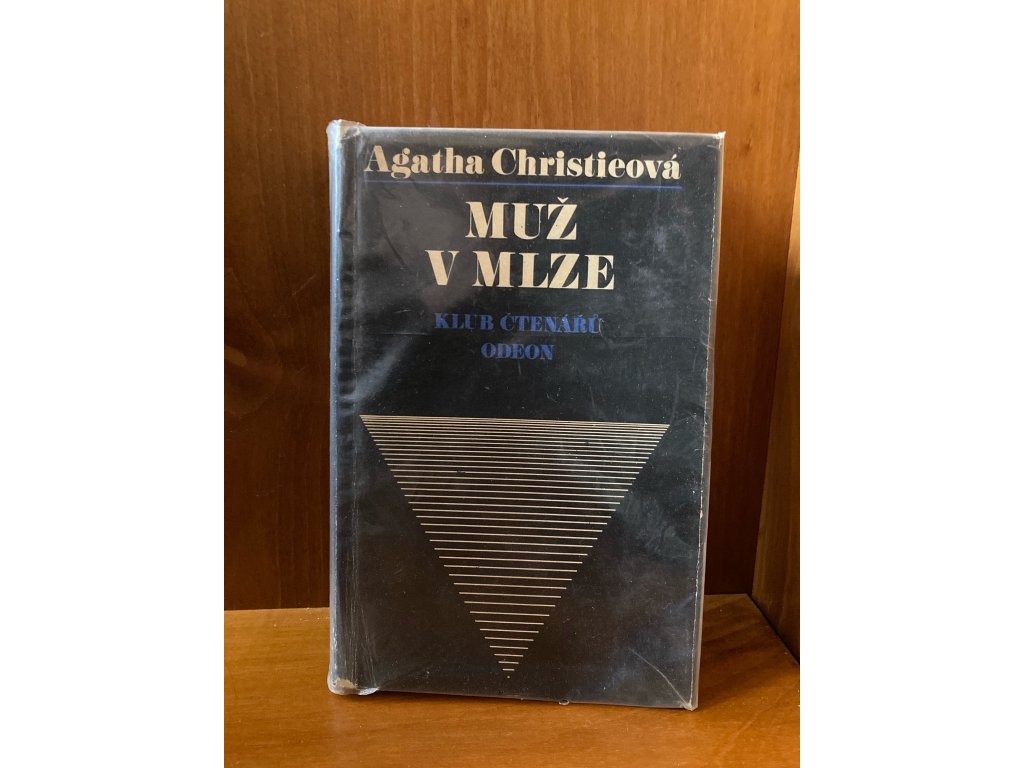 Agatha Christieová
MUŽ
V MLZE
KLUB ČTENÁŘŮ
ODEON